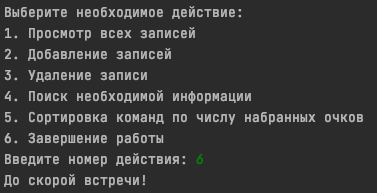 Выберите необходимое действие:
1. Просмотр всех записей
2. Добавление записей
3. Удаление записи
4. Поиск необходимой информации
5. Сортировка команд по числу набранных очков
6. Завершение работы
Введите номер действия: 6
До скорой встречи!